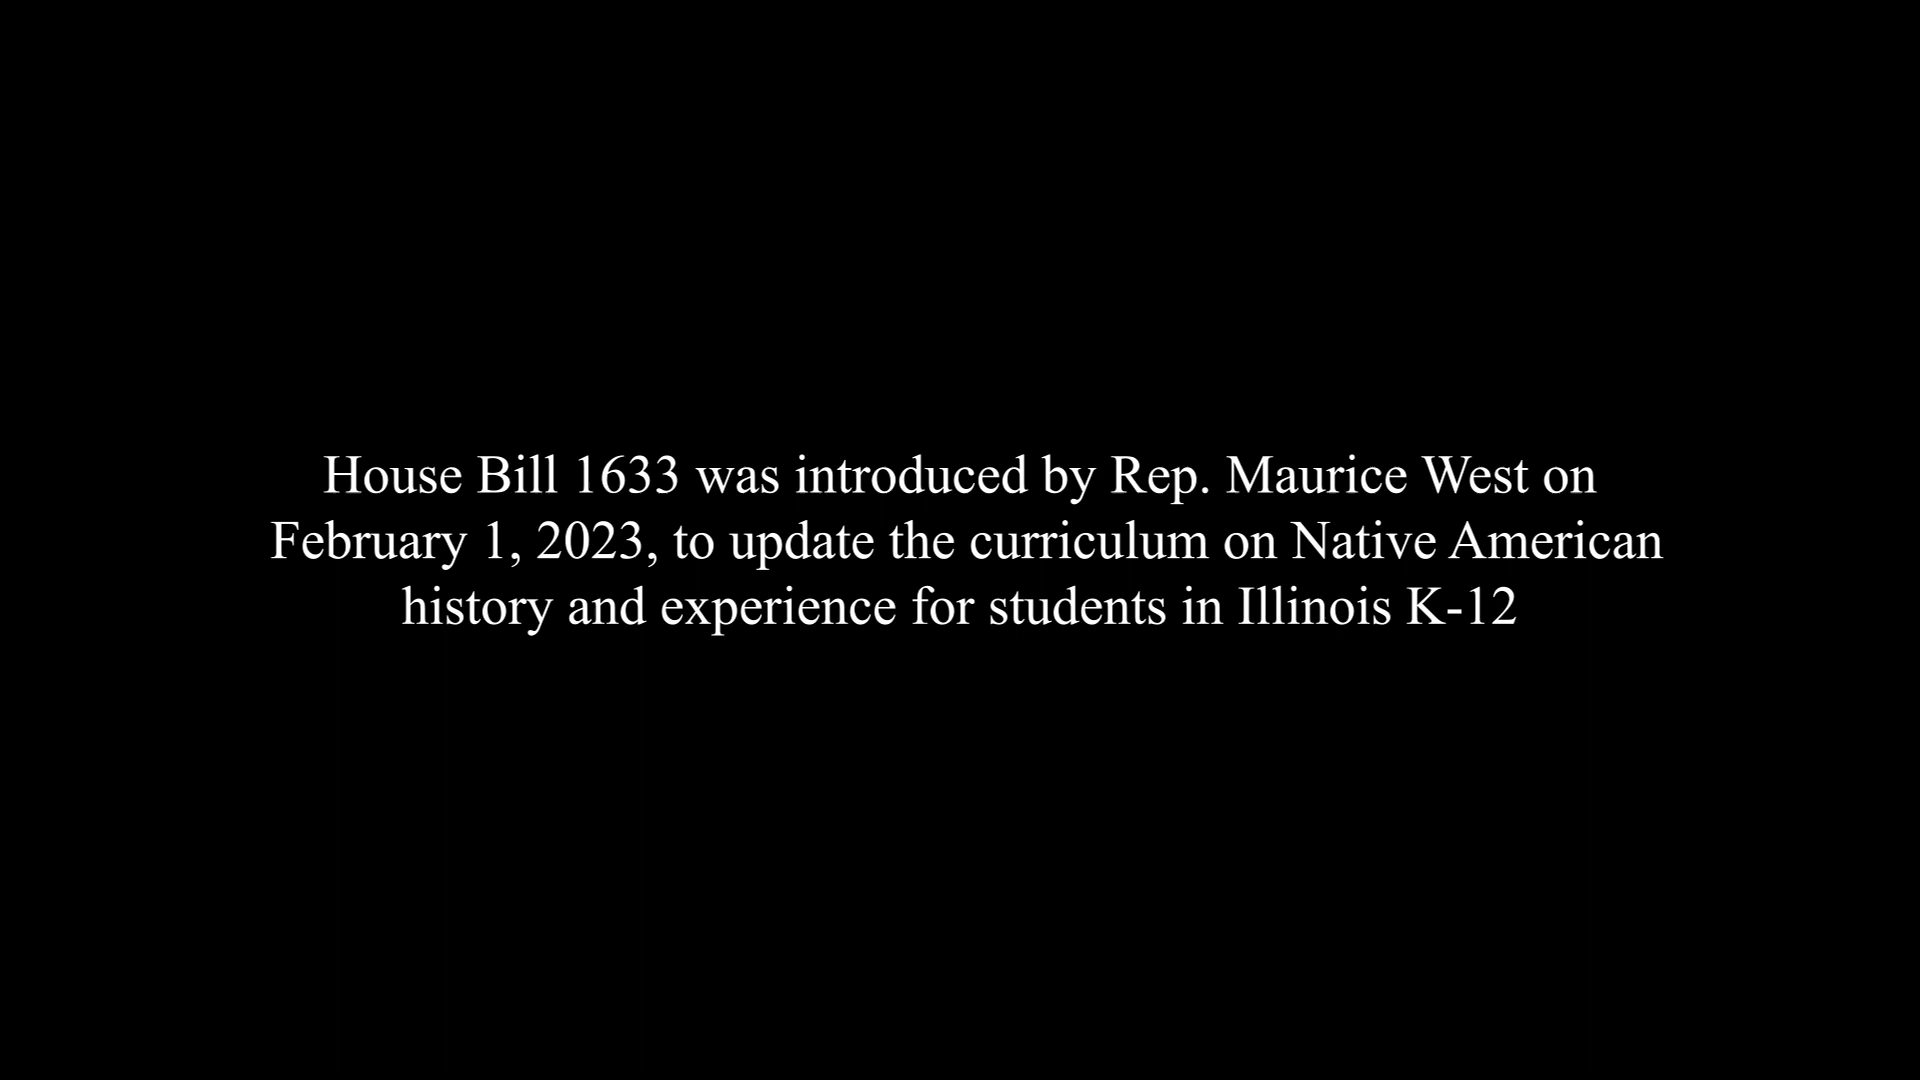 House Bill 1633 was introduced by Rep. Maurice West on
February 1, 2023, to update the curriculum on Native American
history and experience for students in Illinois K-12